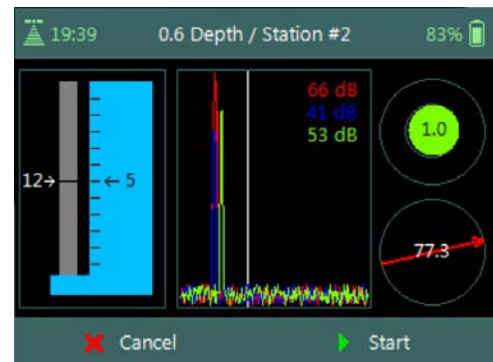 19:39 0.6 Depth / Station #2 83%
66 dB
41 dB
53 dB
1.0
12→ ← 5
77.3
Cancel Start